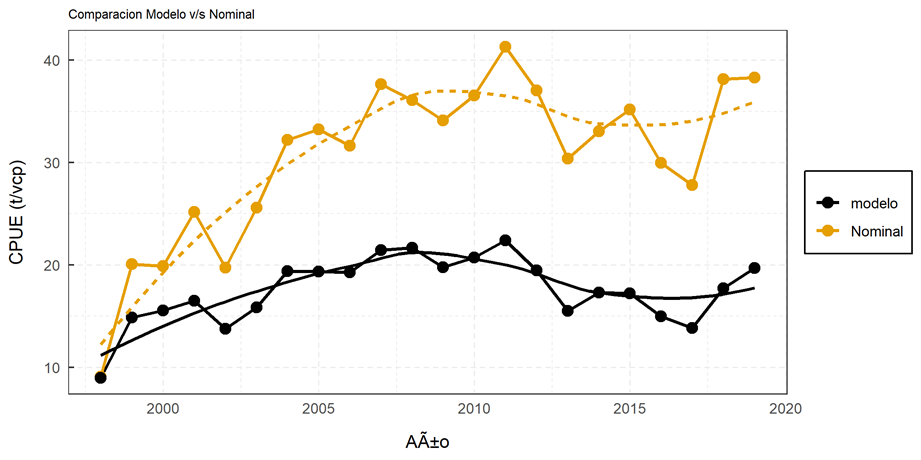 Comparacion Modelo v/s Nominal
40
30
20
10
CPUE (t/vcp)
2000
2005
2010
2015
2020
AÃ±o
modelo
Nominal